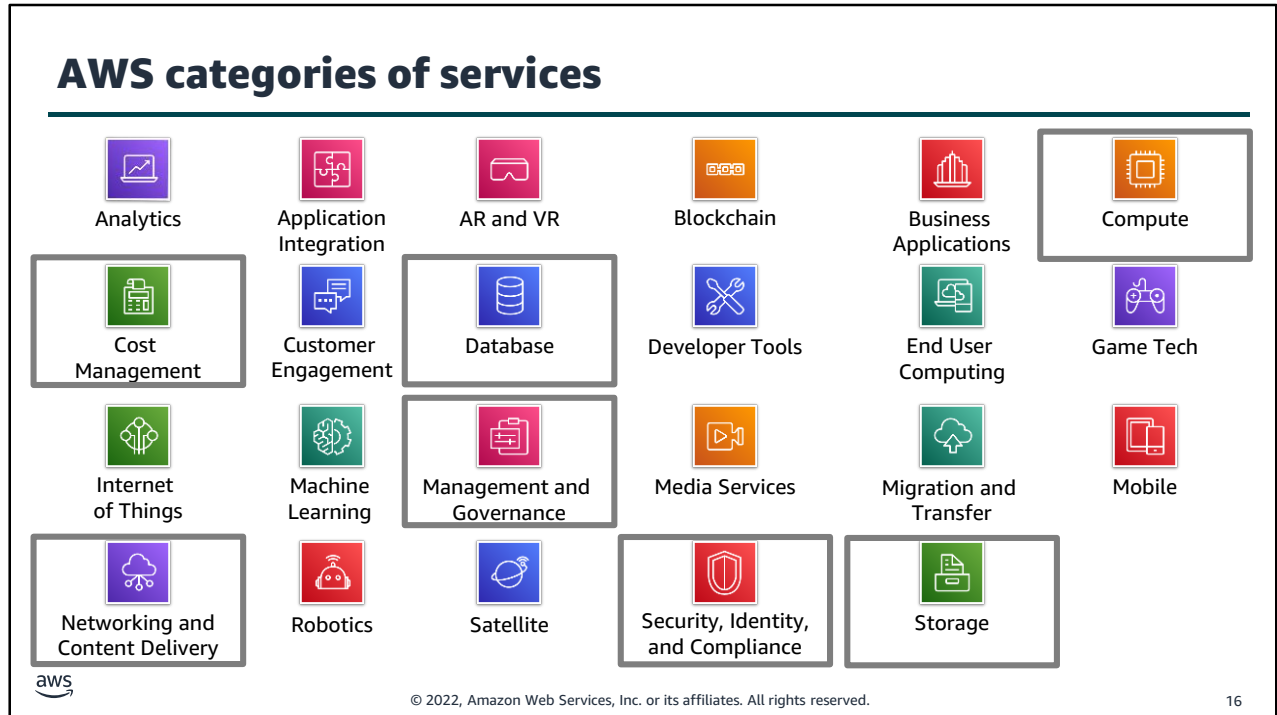 AWS categories of services
Analytics
Application
Integration
AR and VR
Blockchain
Business
Applications
Compute
Cost
Management
Customer
Engagement
Database
Developer Tools
End User
Computing
Game Tech
Internet
of Things
Machine
Learning
Management and
Governance
Media Services
Migration and
Transfer
Mobile
Networking and
Content Delivery
Robotics
Satellite
Security, Identity,
and Compliance
Storage
aws
© 2022, Amazon Web Services, Inc. or its affiliates. All rights reserved.
16